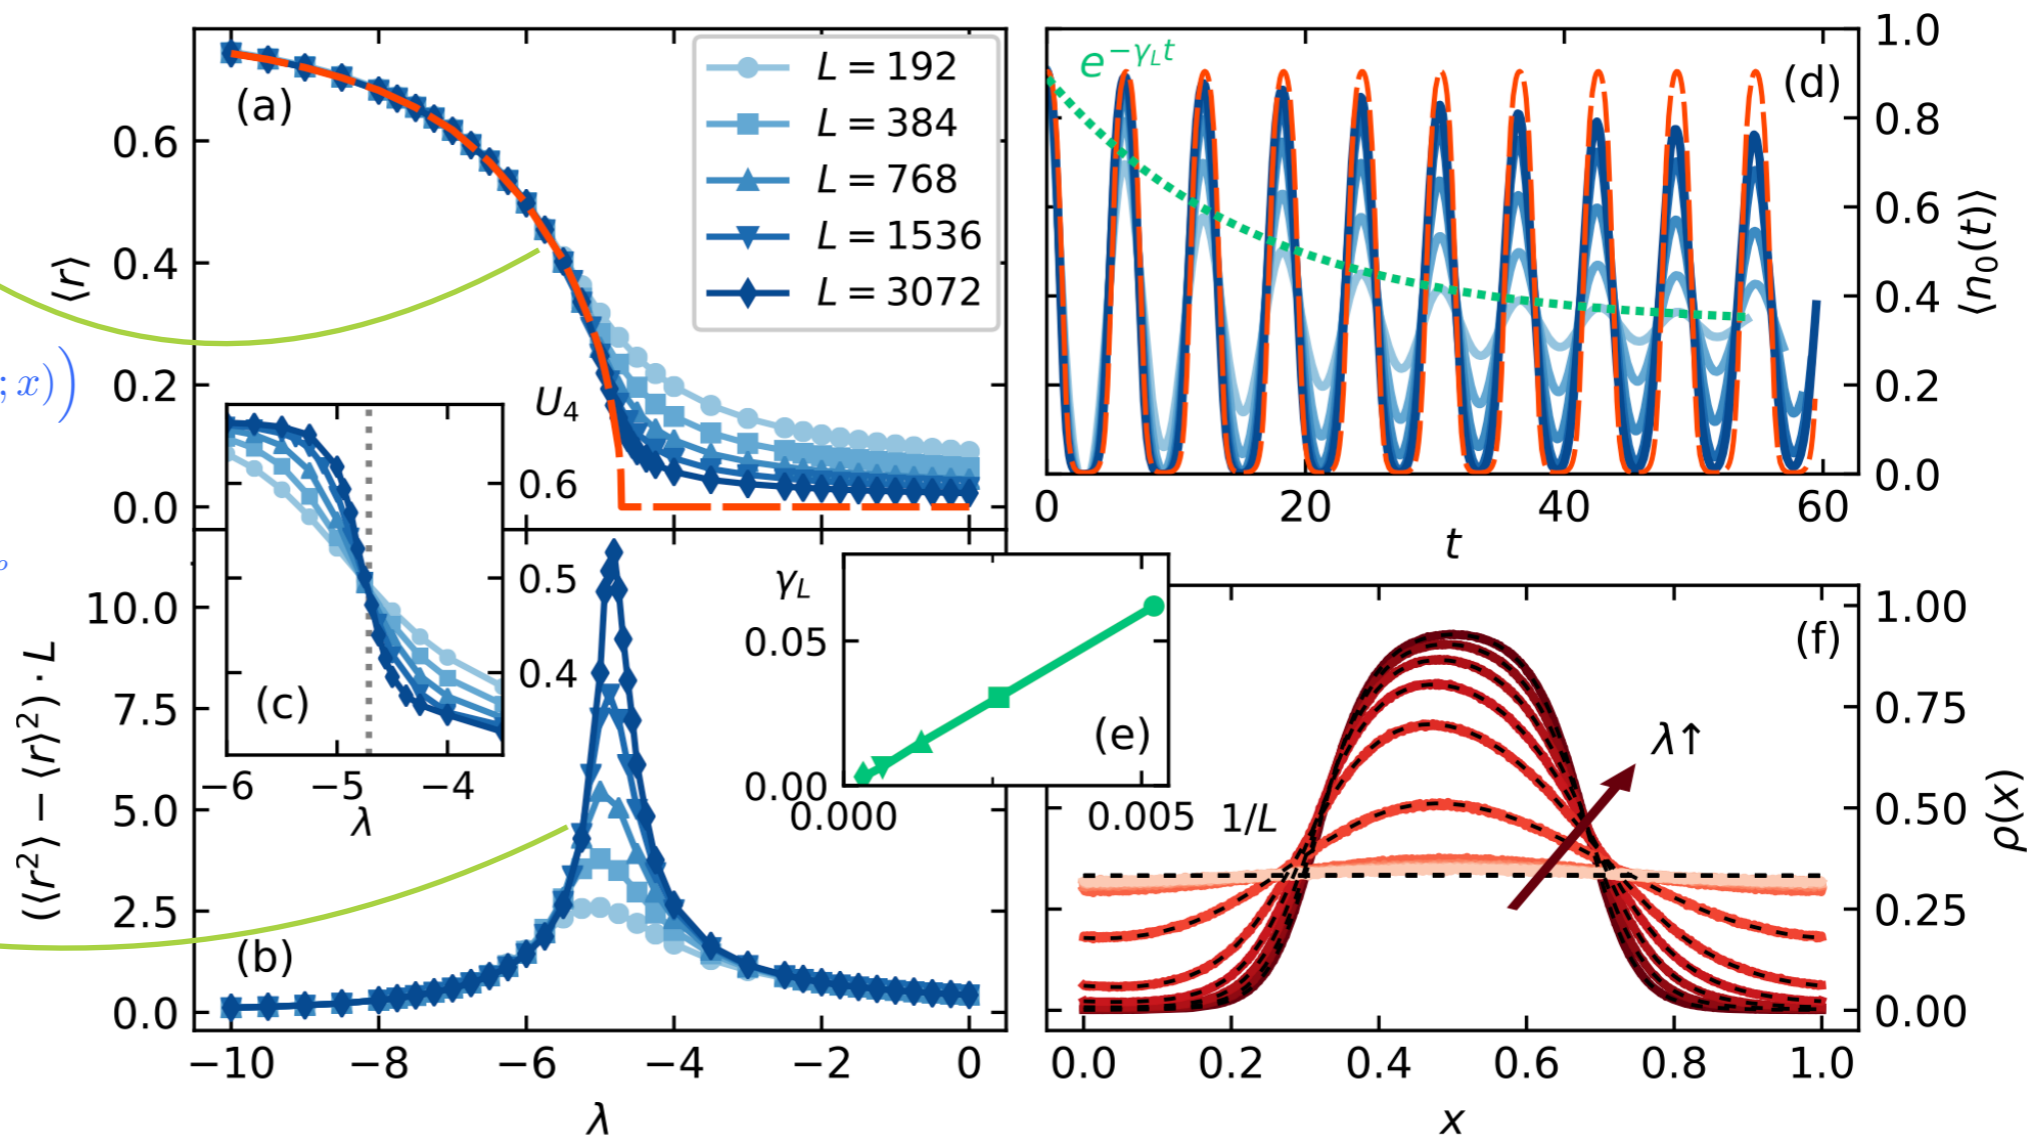 (a)
⟨r⟩
0.6
0.4
0.2
0.0
L = 192
L = 384
L = 768
L = 1536
L = 3072
; x))
(c)
U₄
0.6
0.5
0.4
−6 −5 −4
λ
(b)
(⟨r²⟩ − ⟨r⟩²) · L
10.0
7.5
5.0
2.5
0.0
−10 −8 −6 −4 −2 0
λ
(d)
e^{−γ_L t}
⟨n₀(t)⟩
1.0
0.8
0.6
0.4
0.2
0.0
0 20 40 60
t
(e)
γ_L
0.05
0.00
0.000 0.005
1/L
(f)
λ↑
ρ(x)
1.00
0.75
0.50
0.25
0.00
0.0 0.2 0.4 0.6 0.8 1.0
x